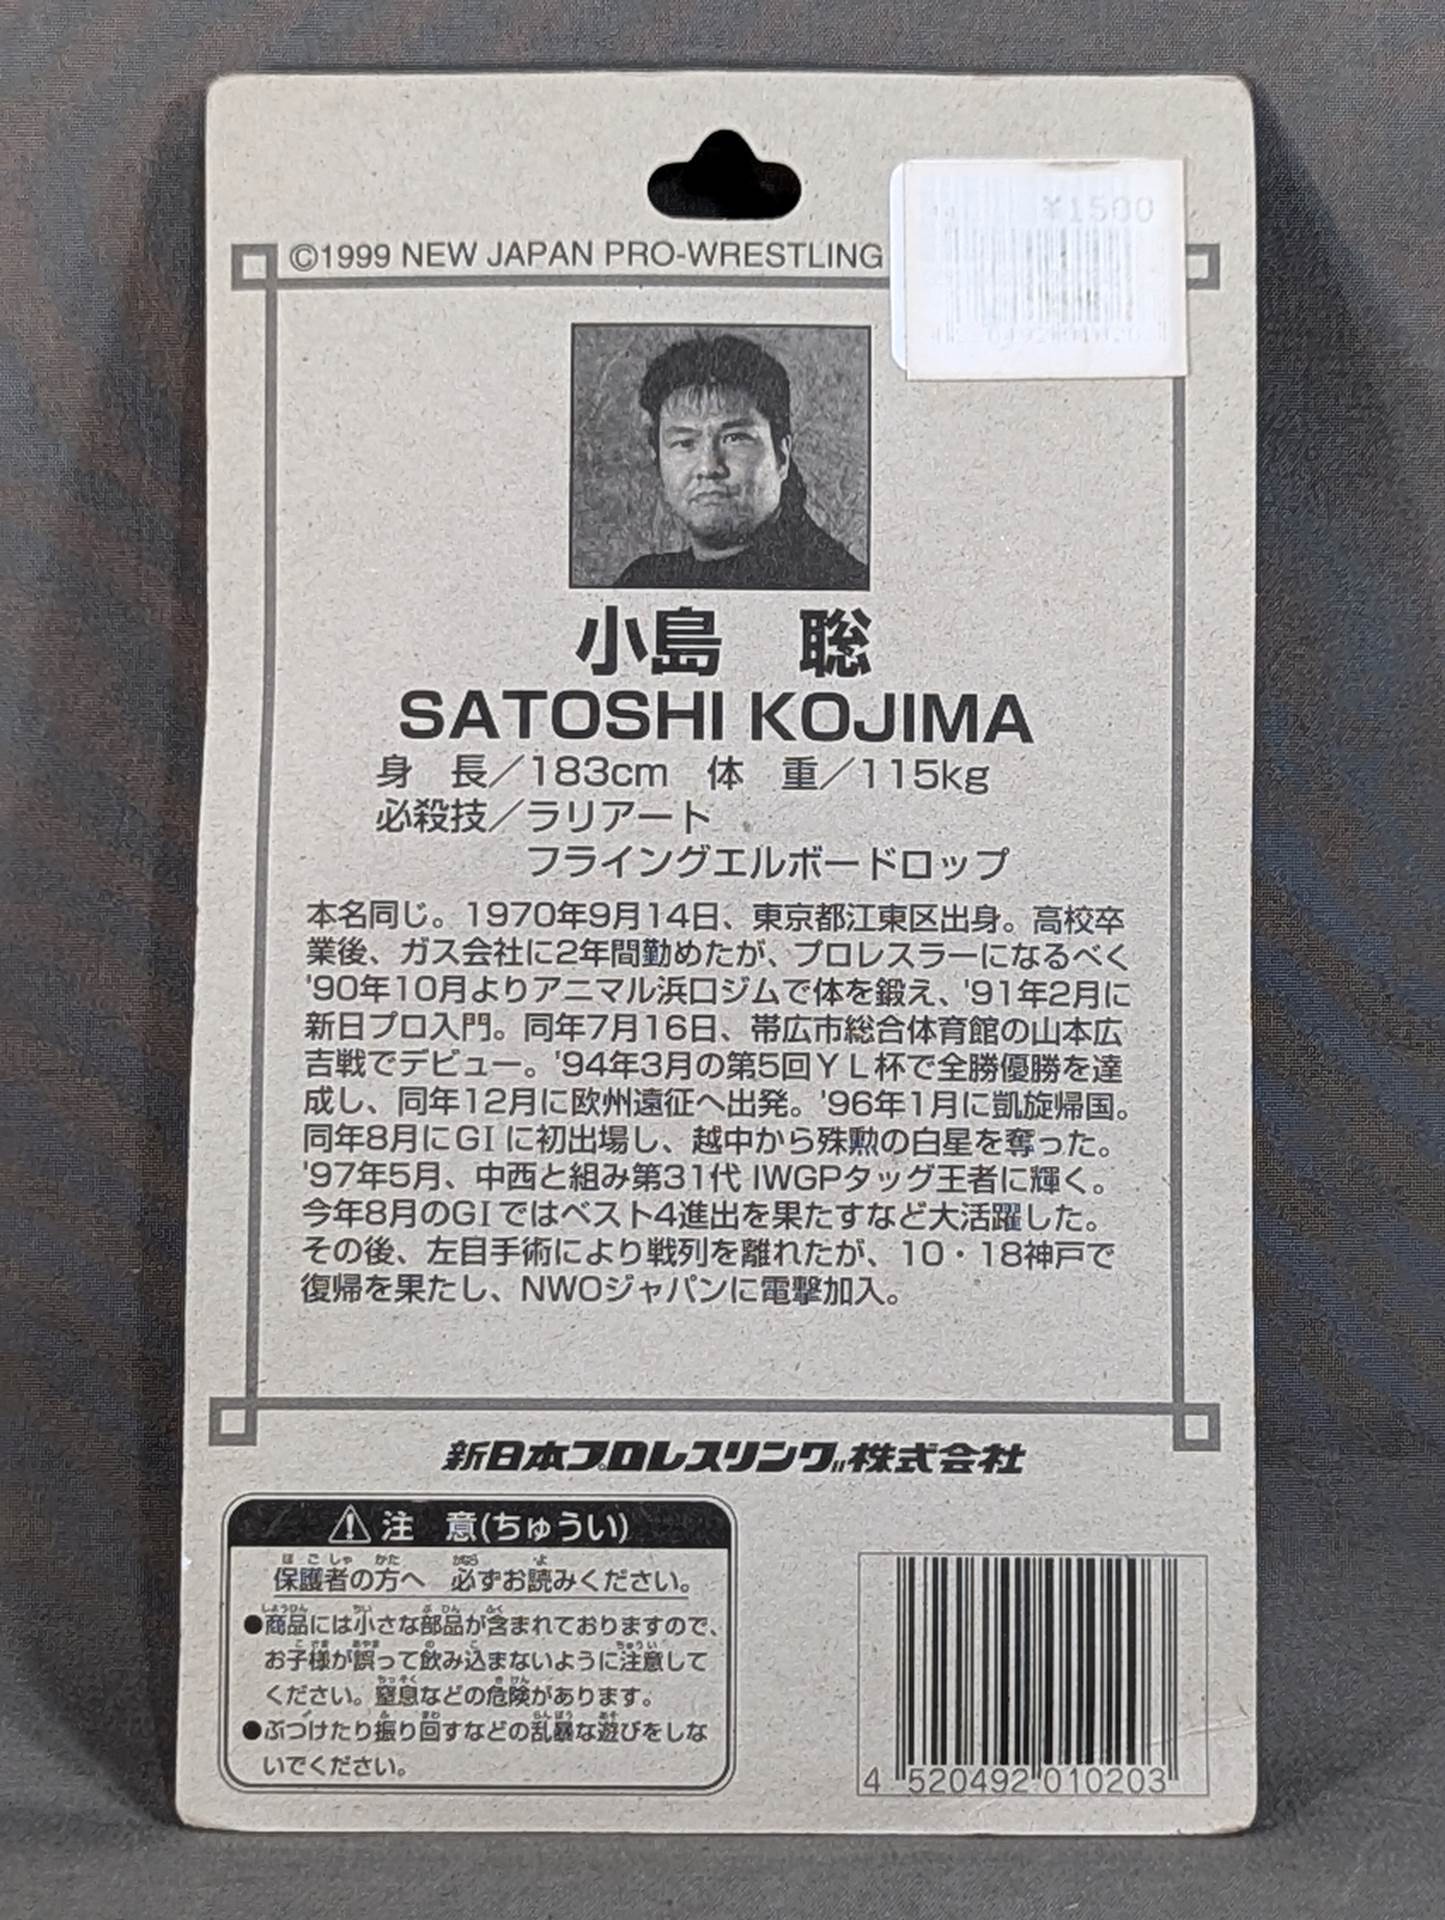 ¥1500
©1999 NEW JAPAN PRO-WRESTLING
小島 聡
SATOSHI KOJIMA
身 長／183cm 体 重／115kg
必殺技／ラリアート
フライングエルボードロップ
本名同じ。1970年9月14日、東京都江東区出身。高校卒
業後、ガス会社に2年間勤めたが、プロレスラーになるべく
'90年10月よりアニマル浜口ジムで体を鍛え、'91年2月に
新日プロ入門。同年7月16日、帯広市総合体育館の山本広
吉戦でデビュー。'94年3月の第5回ＹＬ杯で全勝優勝を達
成し、同年12月に欧州遠征へ出発。'96年1月に凱旋帰国。
同年8月にGIに初出場し、越中から殊勲の白星を奪った。
'97年5月、中西と組み第31代 IWGPタッグ王者に輝く。
今年8月のGIではベスト4進出を果たすなど大活躍した。
その後、左目手術により戦列を離れたが、10・18神戸で
復帰を果たし、NWOジャパンに電撃加入。
新日本プロレスリング株式会社
注 意(ちゅうい)
保護者の方へ 必ずお読みください。
●商品には小さな部品が含まれておりますので、
お子様が誤って飲み込まないように注意して
ください。窒息などの危険があります。
●ぶつけたり振り回すなどの乱暴な遊びをしな
いでください。
4 520492 010203